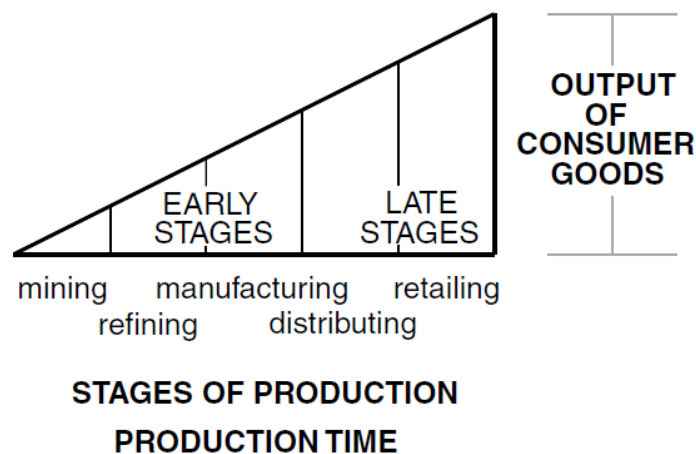 OUTPUT
OF
CONSUMER
GOODS
EARLY
STAGES
LATE
STAGES
mining manufacturing retailing
refining distributing
STAGES OF PRODUCTION
PRODUCTION TIME